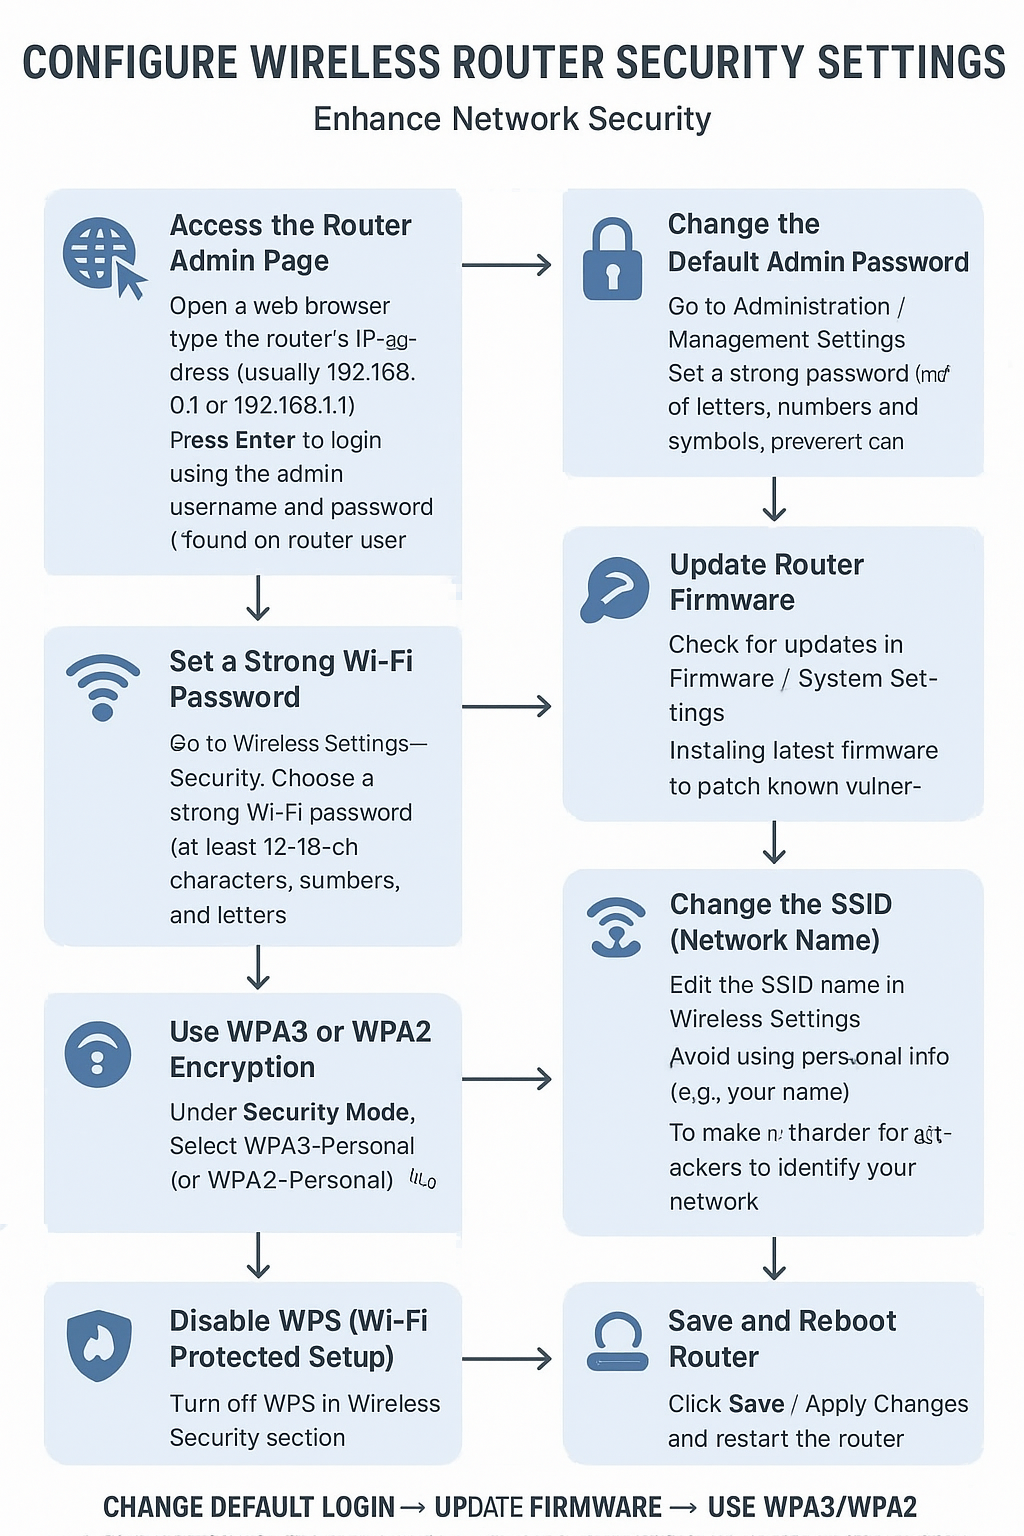 CONFIGURE WIRELESS ROUTER SECURITY SETTINGS
Enhance Network Security
Access the Router
Admin Page
Open a web browser
type the router's IP-ag-
dress (usually 192.168.
0.1 or 192.168.1.1)
Press Enter to login
using the admin
username and password
(found on router user
Change the
Default Admin Password
Go to Administration /
Management Settings
Set a strong password
of letters, numbers and
symbols, preverert can
Set a Strong Wi-Fi
Password
Go to Wireless Settings—
Security. Choose a
strong Wi-Fi password
(at least 12-18-ch
characters, sumbers,
and letters
Update Router
Firmware
Check for updates in
Firmware / System Set-
tings
Instaling latest firmware
to patch known vulner-
Use WPA3 or WPA2
Encryption
Under Security Mode,
Select WPA3-Personal
(or WPA2-Personal)
Change the SSID
(Network Name)
Edit the SSID name in
Wireless Settings
Avoid using personal info
(e,g., your name)
To make tharder for
ackers to identify your
network
Disable WPS (Wi-Fi
Protected Setup)
Turn off WPS in Wireless
Security section
Save and Reboot
Router
Click Save / Apply Changes
and restart the router
CHANGE DEFAULT LOGIN → UPDATE FIRMWARE → USE WPA3/WPA2